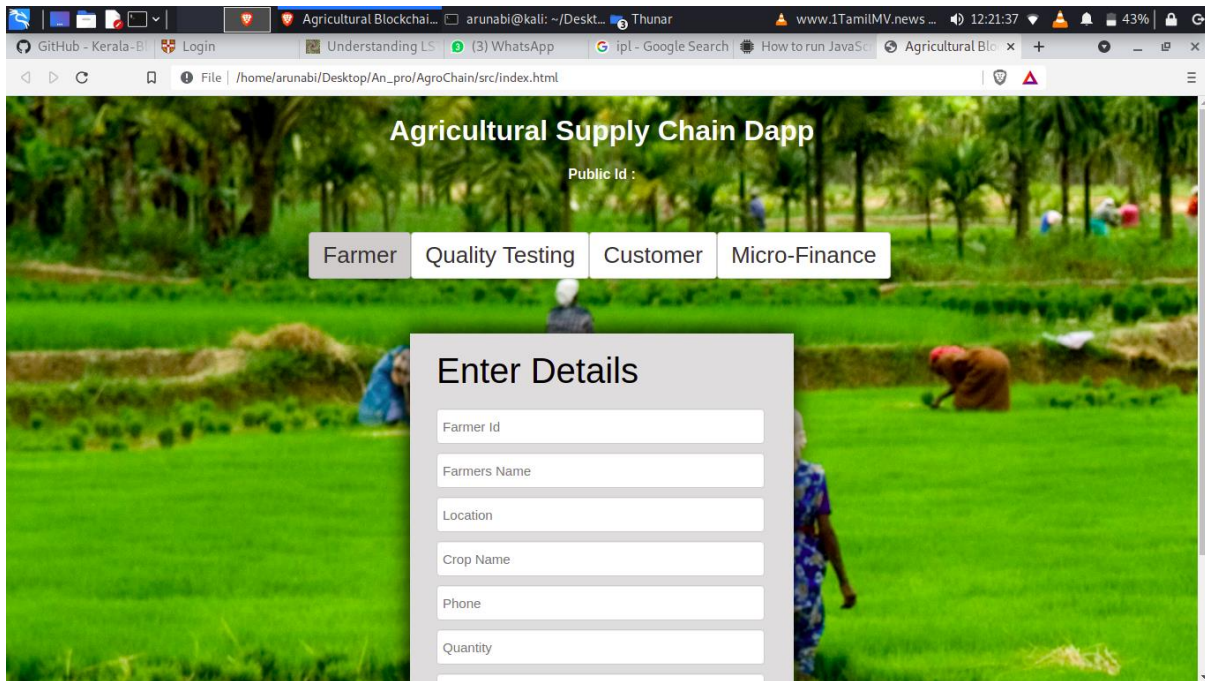 Agricultural Blockchai... arunabi@kali: ~/Deskt... 3 Thunar www.1TamilMV.news ... 12:21:37 43%
GitHub - Kerala-Bl Login Understanding LS (3) WhatsApp ipl - Google Search How to run JavaScr Agricultural Blo
File /home/arunabi/Desktop/An_pro/AgroChain/src/index.html
Agricultural Supply Chain Dapp
Public Id :
Farmer Quality Testing Customer Micro-Finance
Enter Details
Farmer Id
Farmers Name
Location
Crop Name
Phone
Quantity